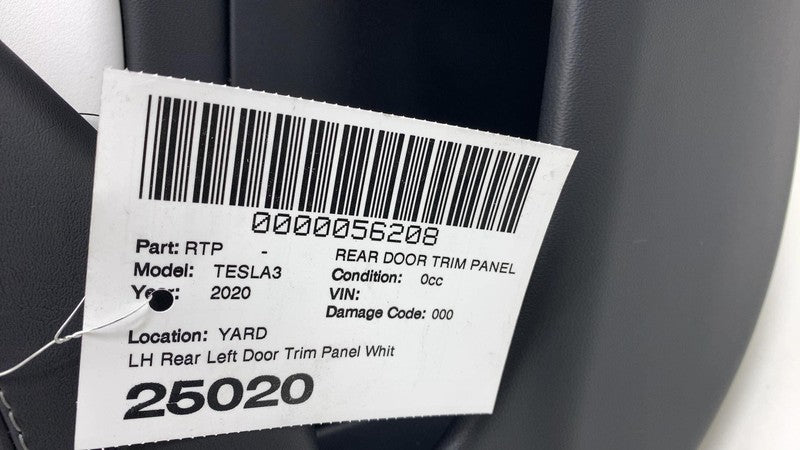 0000056208
Part: RTP - REAR DOOR TRIM PANEL
Model: TESLA3 Condition: 0cc
Year: 2020 VIN:
Damage Code: 000
Location: YARD
LH Rear Left Door Trim Panel Whit
25020